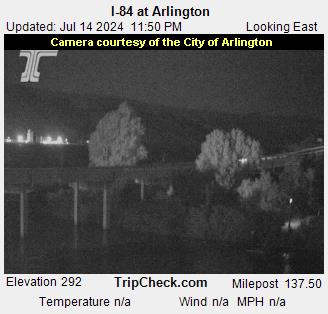 I-84 at Arlington
Updated: Jul 14 2024 11:50 PM Looking East
Camera courtesy of the City of Arlington
Elevation 292 TripCheck.com Milepost 137.50
Temperature n/a Wind n/a MPH n/a